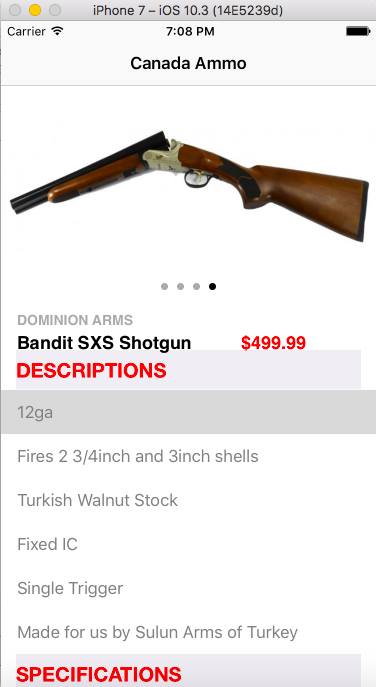 iPhone 7 – iOS 10.3 (14E5239d)
Carrier 7:08 PM
Canada Ammo
DOMINION ARMS
Bandit SXS Shotgun $499.99
DESCRIPTIONS
12ga
Fires 2 3/4inch and 3inch shells
Turkish Walnut Stock
Fixed IC
Single Trigger
Made for us by Sulun Arms of Turkey
SPECIFICATIONS